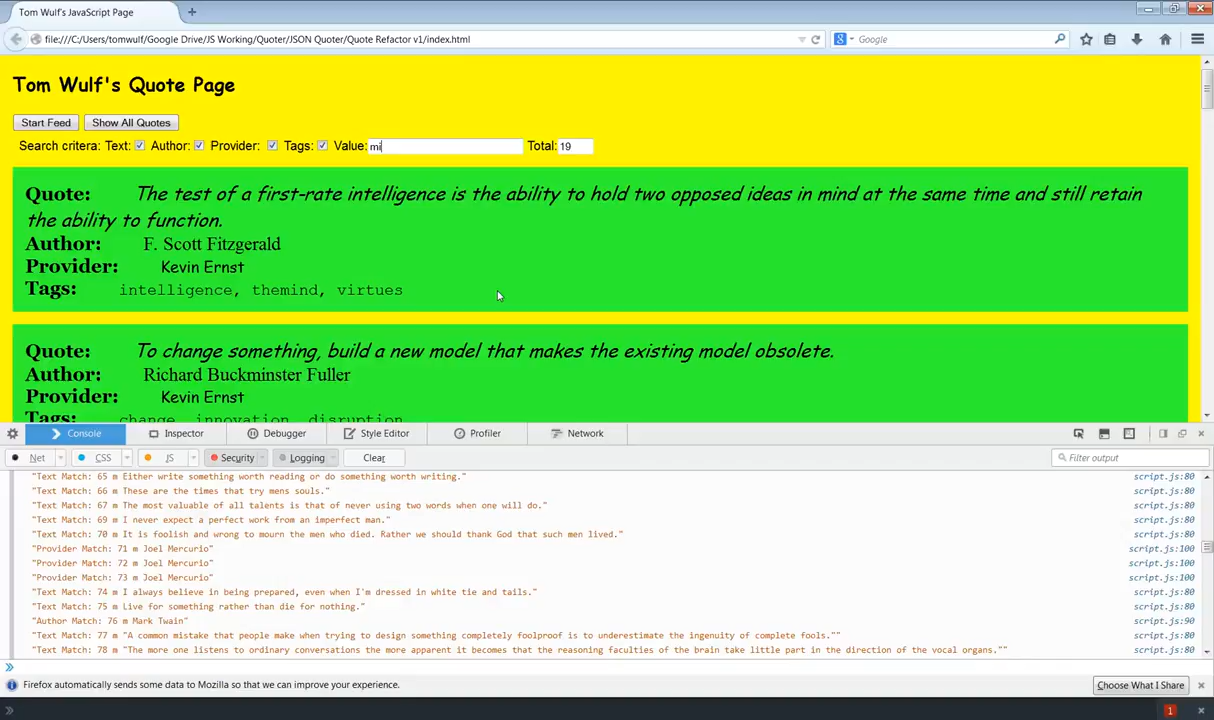 Tom Wulf's JavaScript Page
file:///C:/Users/tomwulf/Google Drive/JS Working/Quoter/JSON Quoter/Quote Refactor v1/index.html
Google
Tom Wulf's Quote Page
Start Feed Show All Quotes
Search critera: Text: Author: Provider: Tags: Value: mi Total: 19
Quote: The test of a first-rate intelligence is the ability to hold two opposed ideas in mind at the same time and still retain
the ability to function.
Author: F. Scott Fitzgerald
Provider: Kevin Ernst
Tags: intelligence, themind, virtues
Quote: To change something, build a new model that makes the existing model obsolete.
Author: Richard Buckminster Fuller
Provider: Kevin Ernst
Tags: change, innovation, disruption
Console Inspector Debugger Style Editor Profiler Network
Net CSS JS Security Logging Clear Filter output
"Text Match: 65 m Either write something worth reading or do something worth writing." script.js:80
"Text Match: 66 m These are the times that try mens souls." script.js:80
"Text Match: 67 m The most valuable of all talents is that of never using two words when one will do." script.js:80
"Text Match: 69 m I never expect a perfect work from an imperfect man." script.js:80
"Text Match: 70 m It is foolish and wrong to mourn the men who died. Rather we should thank God that such men lived." script.js:80
"Provider Match: 71 m Joel Mercurio" script.js:100
"Provider Match: 72 m Joel Mercurio" script.js:100
"Provider Match: 73 m Joel Mercurio" script.js:100
"Text Match: 74 m I always believe in being prepared, even when I'm dressed in white tie and tails." script.js:80
"Text Match: 75 m Live for something rather than die for nothing." script.js:80
"Author Match: 76 m Mark Twain" script.js:90
"Text Match: 77 m "A common mistake that people make when trying to design something completely foolproof is to underestimate the ingenuity of complete fools."" script.js:80
"Text Match: 78 m "The more one listens to ordinary conversations the more apparent it becomes that the reasoning faculties of the brain take little part in the direction of the vocal organs."" script.js:80
Firefox automatically sends some data to Mozilla so that we can improve your experience. Choose What I Share
1